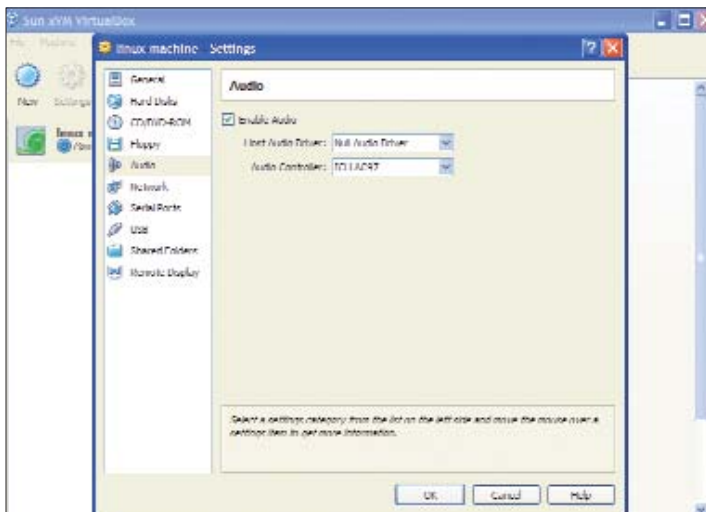 Sun xVM VirtualBox
File Machine
linux machine Settings
New Settings
General
Hard Disks
CD/DVD-ROM
Floppy
Audio
Network
Serial Ports
USB
Shared Folders
Remote Display
Audio
Enable Audio
Host Audio Driver: Null Audio Driver
Audio Controller: ICH AC97
Select a settings category from the list on the left side and move the mouse over a
settings item to get more information.
OK Cancel Help